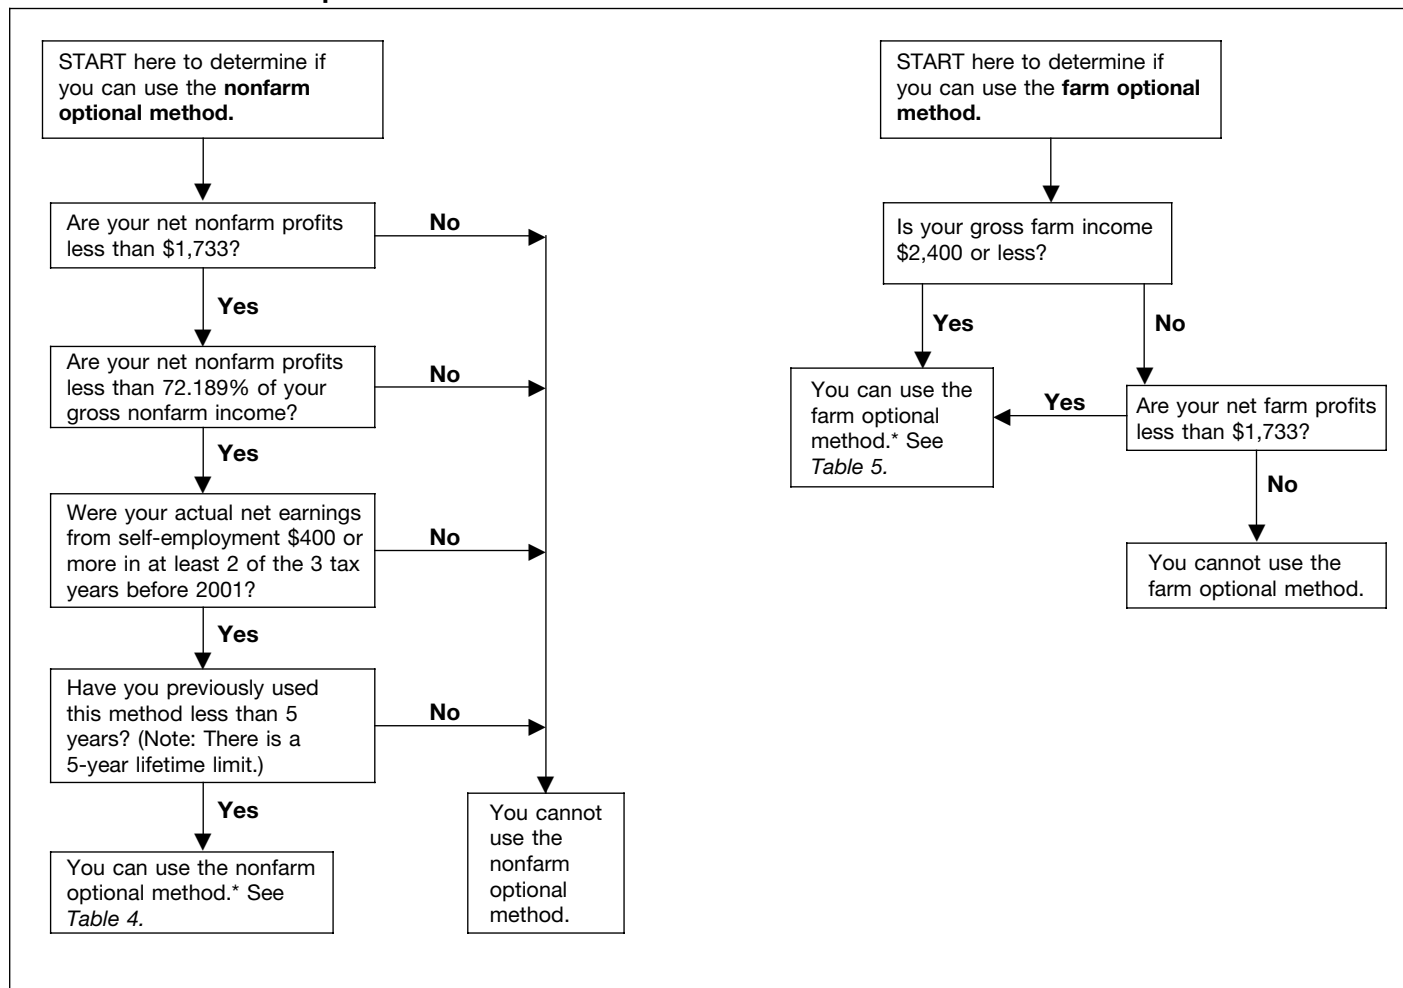 START here to determine if
you can use the nonfarm
optional method.
Are your net nonfarm profits
less than $1,733?
No
Yes
Are your net nonfarm profits
less than 72.189% of your
gross nonfarm income?
No
Yes
Were your actual net earnings
from self-employment $400 or
more in at least 2 of the 3 tax
years before 2001?
No
Yes
Have you previously used
this method less than 5
years? (Note: There is a
5-year lifetime limit.)
No
Yes
You can use the nonfarm
optional method.* See
Table 4.
You cannot
use the
nonfarm
optional
method.
START here to determine if
you can use the farm optional
method.
Is your gross farm income
$2,400 or less?
Yes
No
You can use the
farm optional
method.* See
Table 5.
Yes
Are your net farm profits
less than $1,733?
No
You cannot use the
farm optional method.